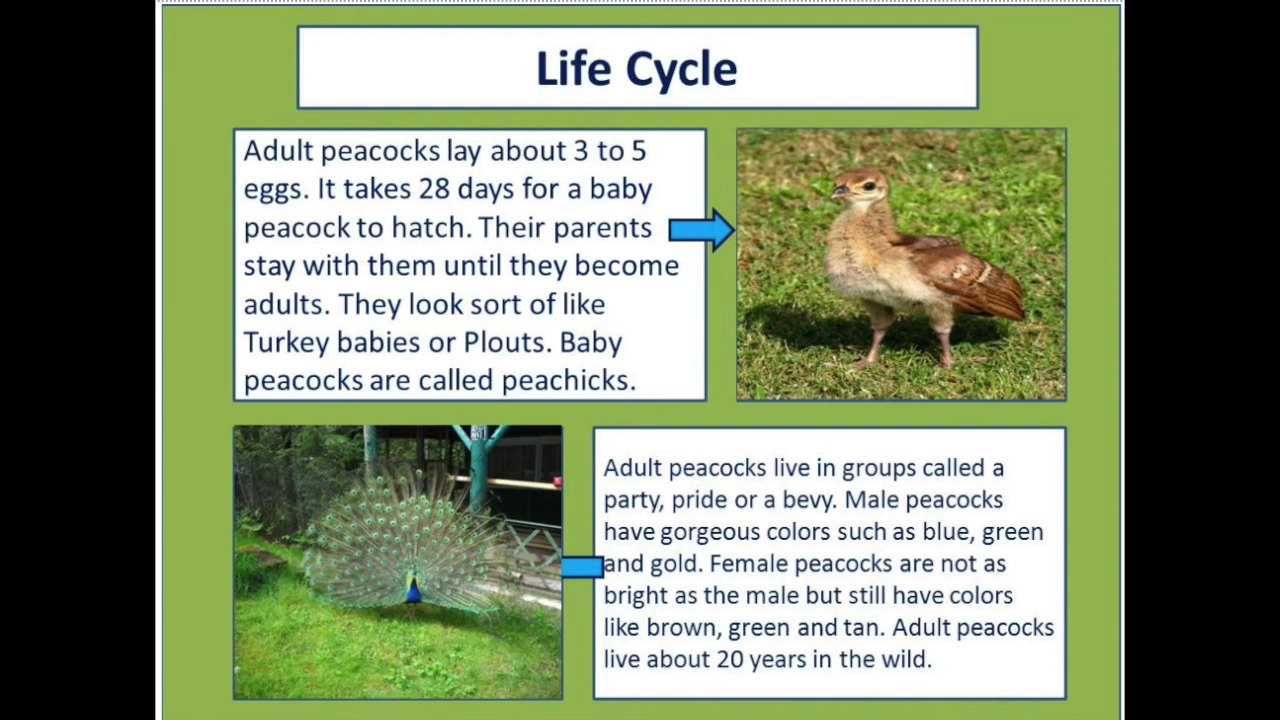 Life Cycle
Adult peacocks lay about 3 to 5
eggs. It takes 28 days for a baby
peacock to hatch. Their parents
stay with them until they become
adults. They look sort of like
Turkey babies or Plouts. Baby
peacocks are called peachicks.
Adult peacocks live in groups called a
party, pride or a bevy. Male peacocks
have gorgeous colors such as blue, green
and gold. Female peacocks are not as
bright as the male but still have colors
like brown, green and tan. Adult peacocks
live about 20 years in the wild.